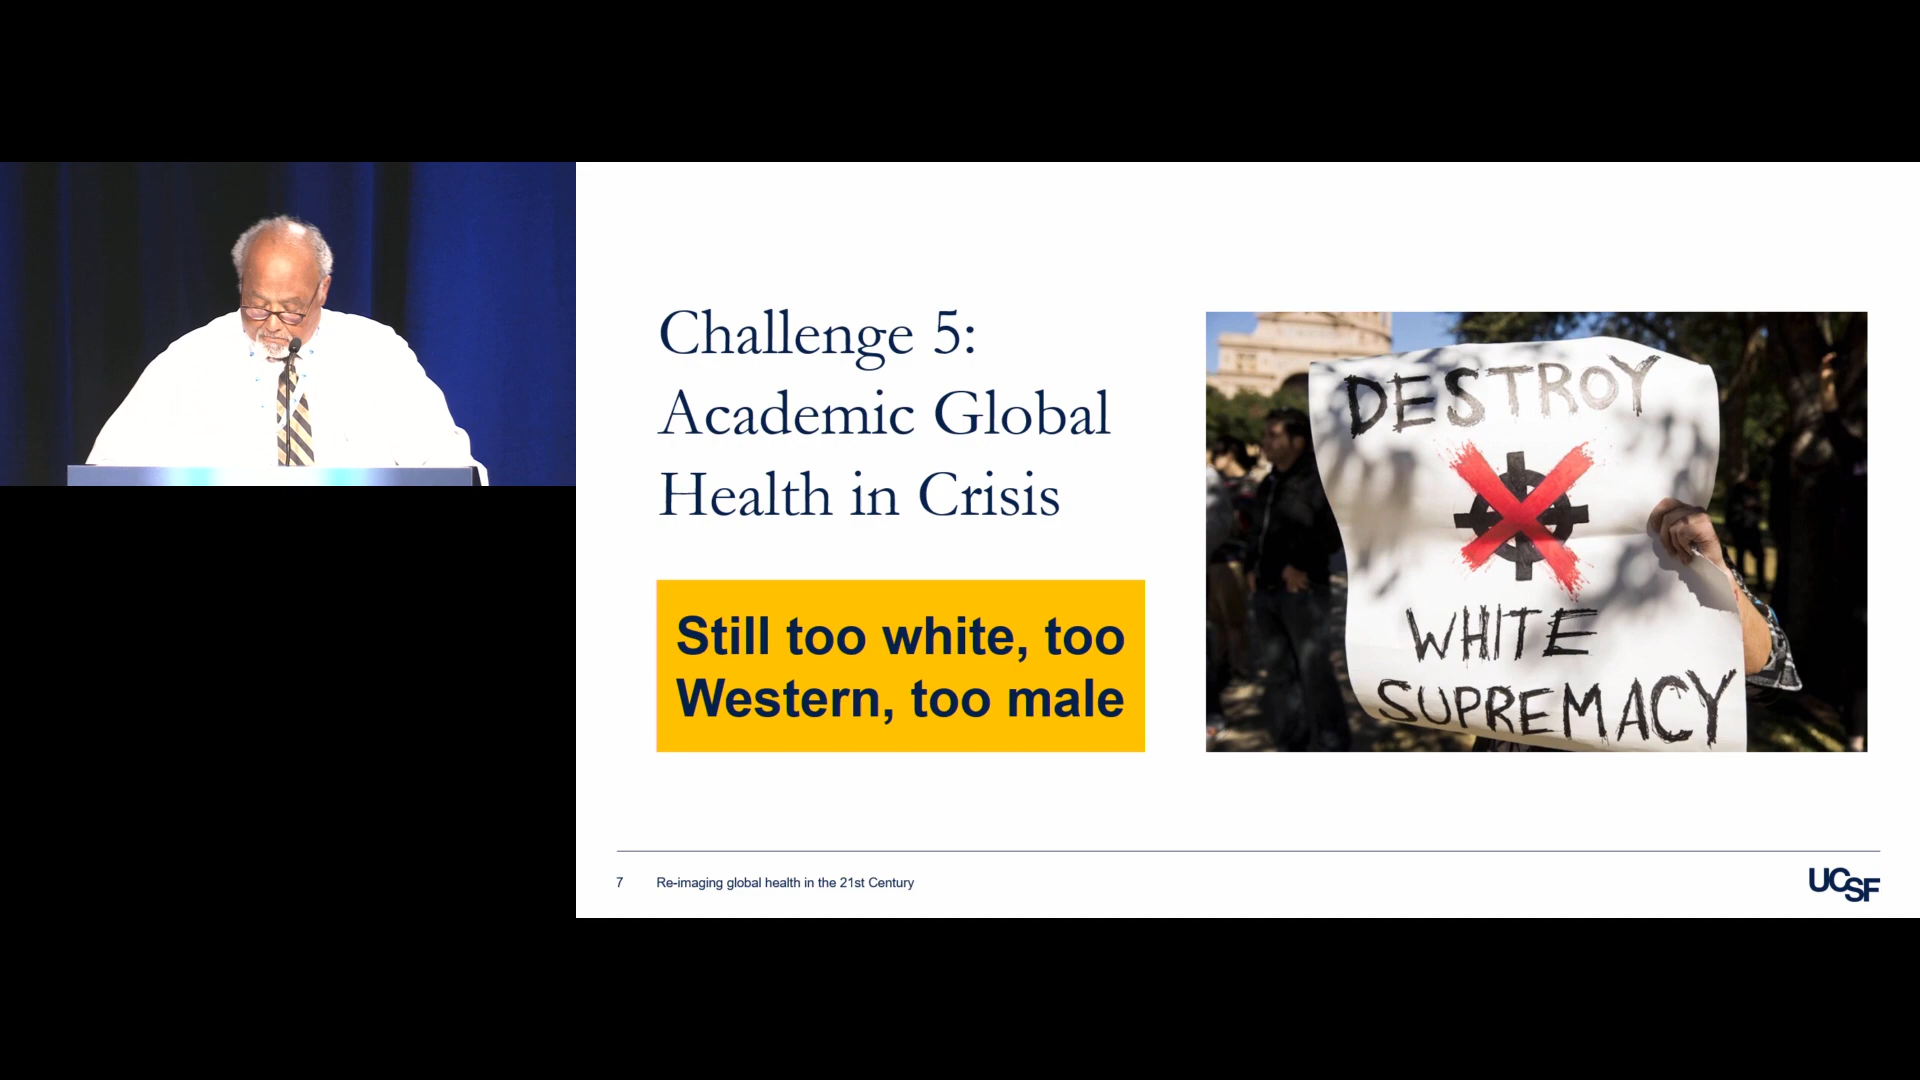 Challenge 5:
Academic Global
Health in Crisis
Still too white, too
Western, too male
DESTROY
WHITE
SUPREMACY
7 Re-imaging global health in the 21st Century
UCSF